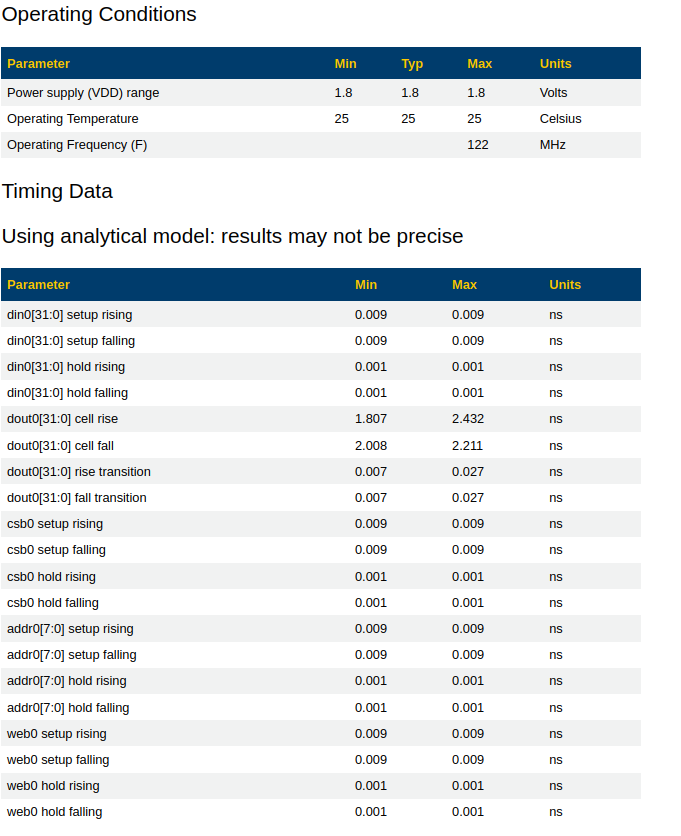 Operating Conditions
Parameter Min Typ Max Units
Power supply (VDD) range 1.8 1.8 1.8 Volts
Operating Temperature 25 25 25 Celsius
Operating Frequency (F) 122 MHz
Timing Data
Using analytical model: results may not be precise
Parameter Min Max Units
din0[31:0] setup rising 0.009 0.009 ns
din0[31:0] setup falling 0.009 0.009 ns
din0[31:0] hold rising 0.001 0.001 ns
din0[31:0] hold falling 0.001 0.001 ns
dout0[31:0] cell rise 1.807 2.432 ns
dout0[31:0] cell fall 2.008 2.211 ns
dout0[31:0] rise transition 0.007 0.027 ns
dout0[31:0] fall transition 0.007 0.027 ns
csb0 setup rising 0.009 0.009 ns
csb0 setup falling 0.009 0.009 ns
csb0 hold rising 0.001 0.001 ns
csb0 hold falling 0.001 0.001 ns
addr0[7:0] setup rising 0.009 0.009 ns
addr0[7:0] setup falling 0.009 0.009 ns
addr0[7:0] hold rising 0.001 0.001 ns
addr0[7:0] hold falling 0.001 0.001 ns
web0 setup rising 0.009 0.009 ns
web0 setup falling 0.009 0.009 ns
web0 hold rising 0.001 0.001 ns
web0 hold falling 0.001 0.001 ns